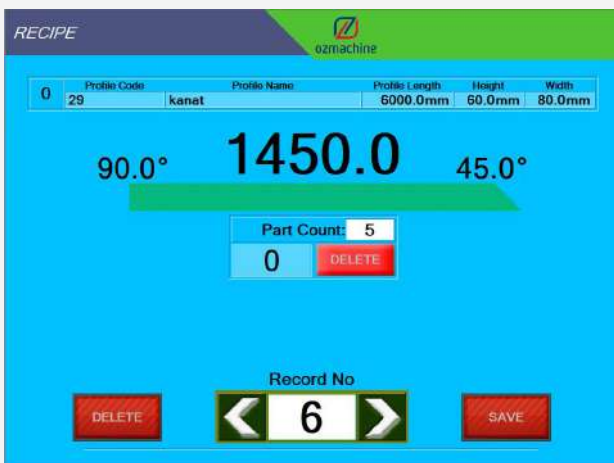 RECIPE
ozmachine
Profile Code Profile Name Profile Length Height Width
0 29 kanat 6000.0mm 60.0mm 80.0mm
90.0° 1450.0 45.0°
Part Count: 5
0 DELETE
Record No
DELETE 6 SAVE